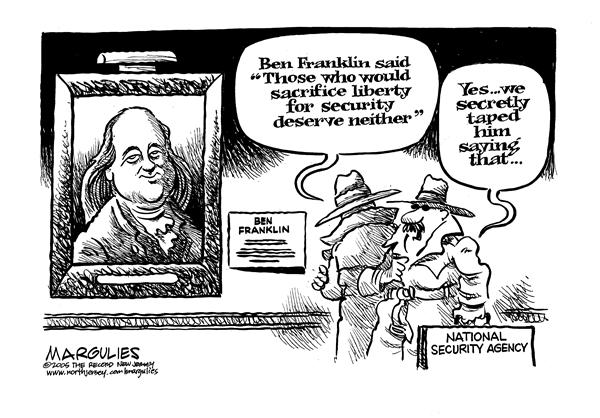 Ben Franklin said
"Those who would
sacrifice liberty
for security
deserve neither"
Yes...we
secretly
taped
him
saying
that...
BEN
FRANKLIN
NATIONAL
SECURITY AGENCY
MARGULIES
©2005 THE RECORD NEW JERSEY
www.northjersey.com/margulies